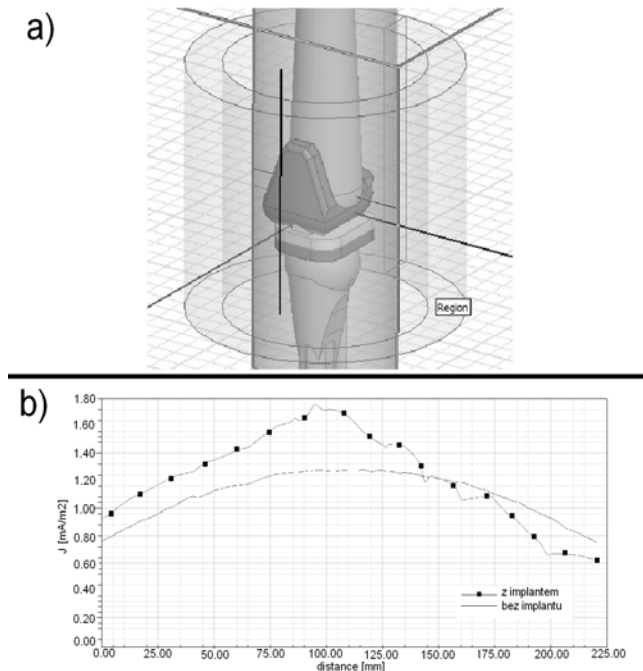 a)
Region
b)
1.80
1.60
1.40
1.20
1.00
0.80
0.60
0.40
0.20
0.00
J [mA/m2]
0.00 25.00 50.00 75.00 100.00 125.00 150.00 175.00 200.00 225.00
distance [mm]
z implantem
bez implantu